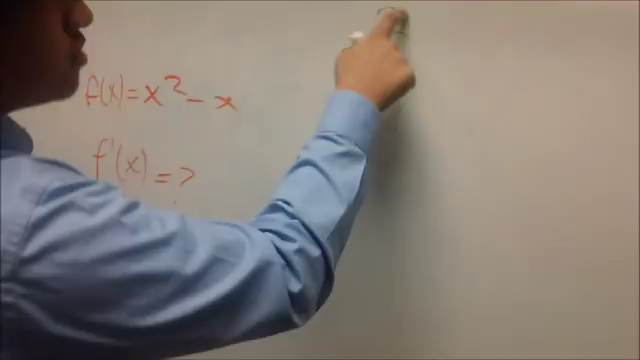 f(x) = x² - x
f'(x) = ?